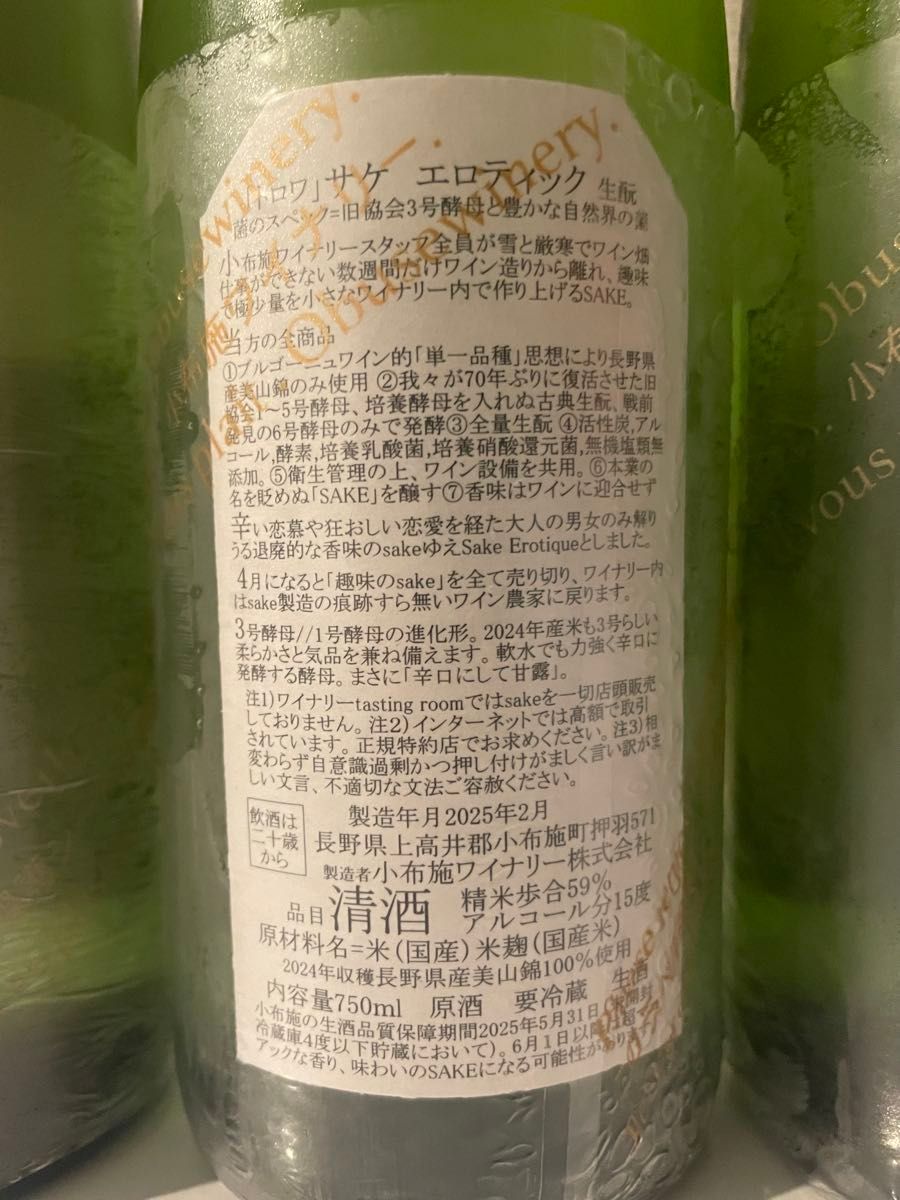 「トロワ」サケ エロティック 生酛
菌のスペック=旧協会3号酵母と豊かな自然界の菌
小布施ワイナリースタッフ全員が雪と厳寒でワイン畑
仕事ができない数週間だけワイン造りから離れ、趣味
で極少量を小さなワイナリー内で作り上げるSAKE。
当方の全商品
①ブルゴーニュワイン的「単一品種」思想により長野県
産美山錦のみ使用 ②我々が70年ぶりに復活させた旧
協会1～5号酵母、培養酵母を入れぬ古典生酛、戦前
発見の6号酵母のみで発酵③全量生酛 ④活性炭,アル
コール,酵素,培養乳酸菌,培養硝酸還元菌,無機塩類無
添加。⑤衛生管理の上、ワイン設備を共用。⑥本業の
名を貶めぬ「SAKE」を醸す⑦香味はワインに迎合せず
辛い恋慕や狂おしい恋愛を経た大人の男女のみ解り
うる退廃的な香味のsakeゆえSake Erotiqueとしました。
4月になると「趣味のsake」を全て売り切り、ワイナリー内
はsake製造の痕跡すら無いワイン農家に戻ります。
3号酵母//1号酵母の進化形。2024年産米も3号らしい
柔らかさと気品を兼ね備えます。軟水でも力強く辛口に
発酵する酵母。まさに「辛口にして甘露」。
注1)ワイナリーtasting roomではsakeを一切店頭販売
しておりません。注2)インターネットでは高額で取引
されています。正規特約店でお求めください。注3)相
変わらず自意識過剰かつ押し付けがましく言い訳がま
しい文言、不適切な文法ご容赦ください。
飲酒は
二十歳
から
製造年月2025年2月
長野県上高井郡小布施町押羽571
製造者 小布施ワイナリー株式会社
品目 清酒 精米歩合59%
アルコール分15度
原材料名=米(国産)米麹(国産米)
2024年収穫長野県産美山錦100%使用
内容量750ml 原酒 要冷蔵 生酒
小布施の生酒品質保障期間2025年5月31日(未開封
冷蔵庫4度以下貯蔵において)。6月1日以降
アックな香り、味わいのSAKEになる可能性があり
Obuse winery.
小布施ワイナリー.
Obuse winery.
Obu
小布
vous